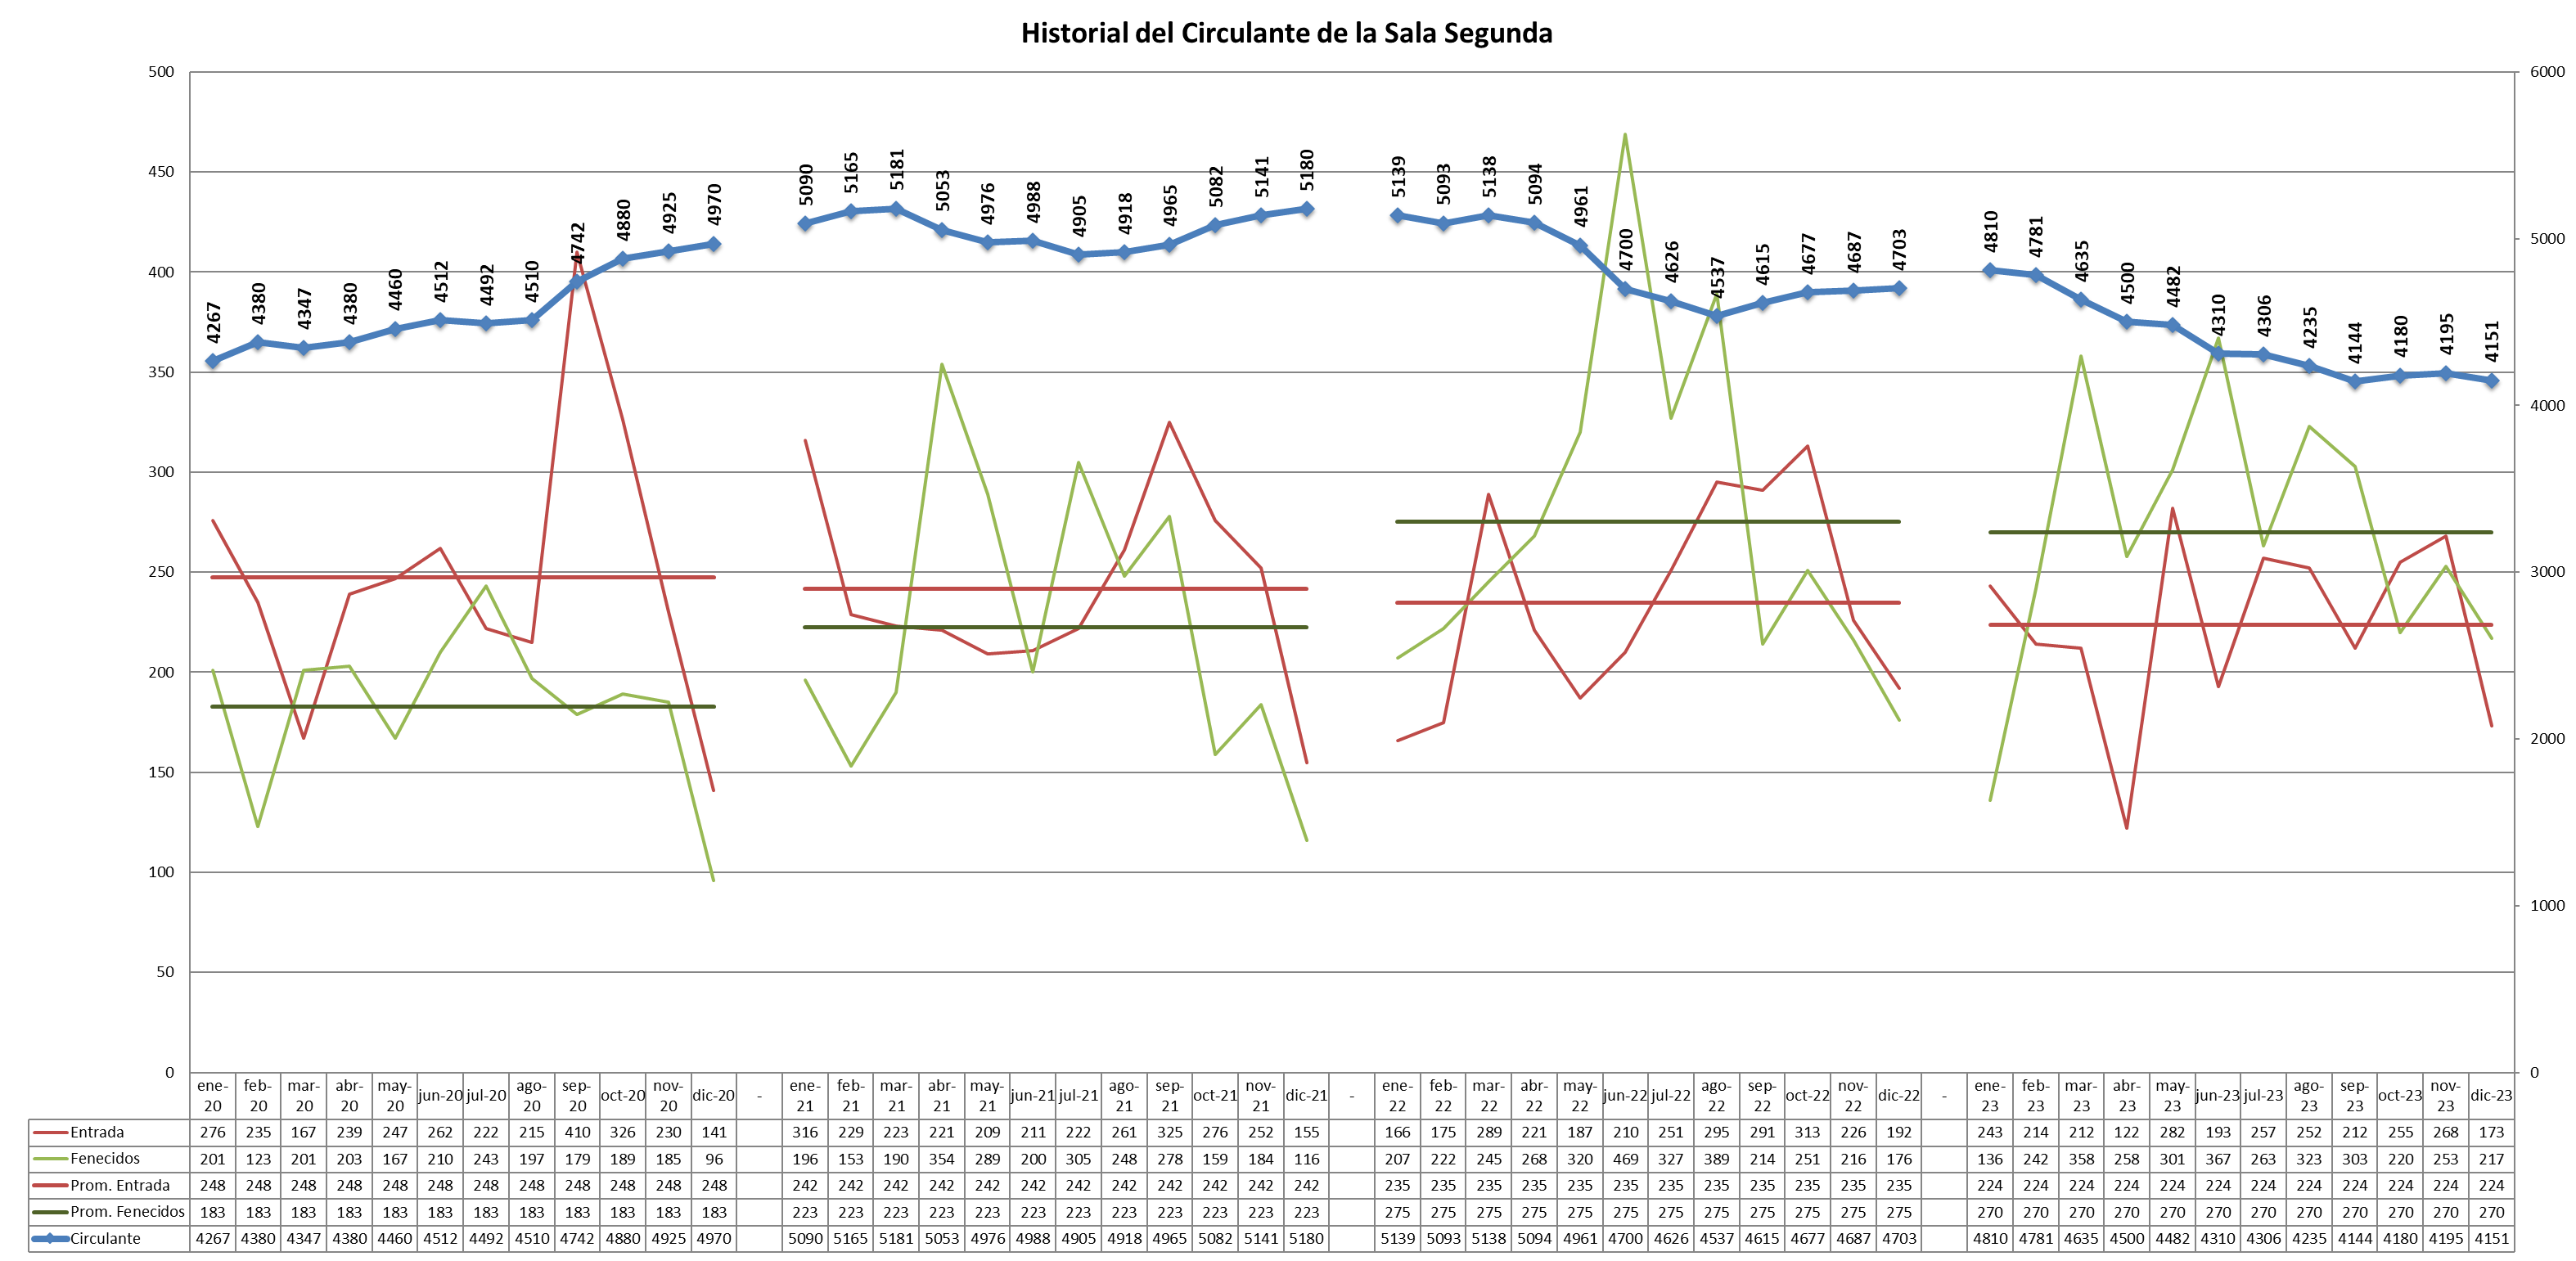 Historial del Circulante de la Sala Segunda
500 6000
450
400 5000
350
300 4000
250 3000
200
150 2000
100 1000
50
0 0
4267 4380 4347 4380 4460 4512 4492 4510 4742 4880 4925 4970 5090 5165 5181 5053 4976 4988 4905 4918 4965 5082 5141 5180 5139 5093 5138 5094 4961 4700 4626 4537 4615 4677 4687 4703 4810 4781 4635 4500 4482 4310 4306 4235 4144 4180 4195 4151
ene-20 feb-20 mar-20 abr-20 may-20 jun-20 jul-20 ago-20 sep-20 oct-20 nov-20 dic-20 - ene-21 feb-21 mar-21 abr-21 may-21 jun-21 jul-21 ago-21 sep-21 oct-21 nov-21 dic-21 - ene-22 feb-22 mar-22 abr-22 may-22 jun-22 jul-22 ago-22 sep-22 oct-22 nov-22 dic-22 - ene-23 feb-23 mar-23 abr-23 may-23 jun-23 jul-23 ago-23 sep-23 oct-23 nov-23 dic-23
Entrada 276 235 167 239 247 262 222 215 410 326 230 141 316 229 223 221 209 211 222 261 325 276 252 155 166 175 289 221 187 210 251 295 291 313 226 192 243 214 212 122 282 193 257 252 212 255 268 173
Fenecidos 201 123 201 203 167 210 243 197 179 189 185 96 196 153 190 354 289 200 305 248 278 159 184 116 207 222 245 268 320 469 327 389 214 251 216 176 136 242 358 258 301 367 263 323 303 220 253 217
Prom. Entrada 248 248 248 248 248 248 248 248 248 248 248 248 242 242 242 242 242 242 242 242 242 242 242 242 235 235 235 235 235 235 235 235 235 235 235 235 224 224 224 224 224 224 224 224 224 224 224 224
Prom. Fenecidos 183 183 183 183 183 183 183 183 183 183 183 183 223 223 223 223 223 223 223 223 223 223 223 223 275 275 275 275 275 275 275 275 275 275 275 275 270 270 270 270 270 270 270 270 270 270 270 270
Circulante 4267 4380 4347 4380 4460 4512 4492 4510 4742 4880 4925 4970 5090 5165 5181 5053 4976 4988 4905 4918 4965 5082 5141 5180 5139 5093 5138 5094 4961 4700 4626 4537 4615 4677 4687 4703 4810 4781 4635 4500 4482 4310 4306 4235 4144 4180 4195 4151